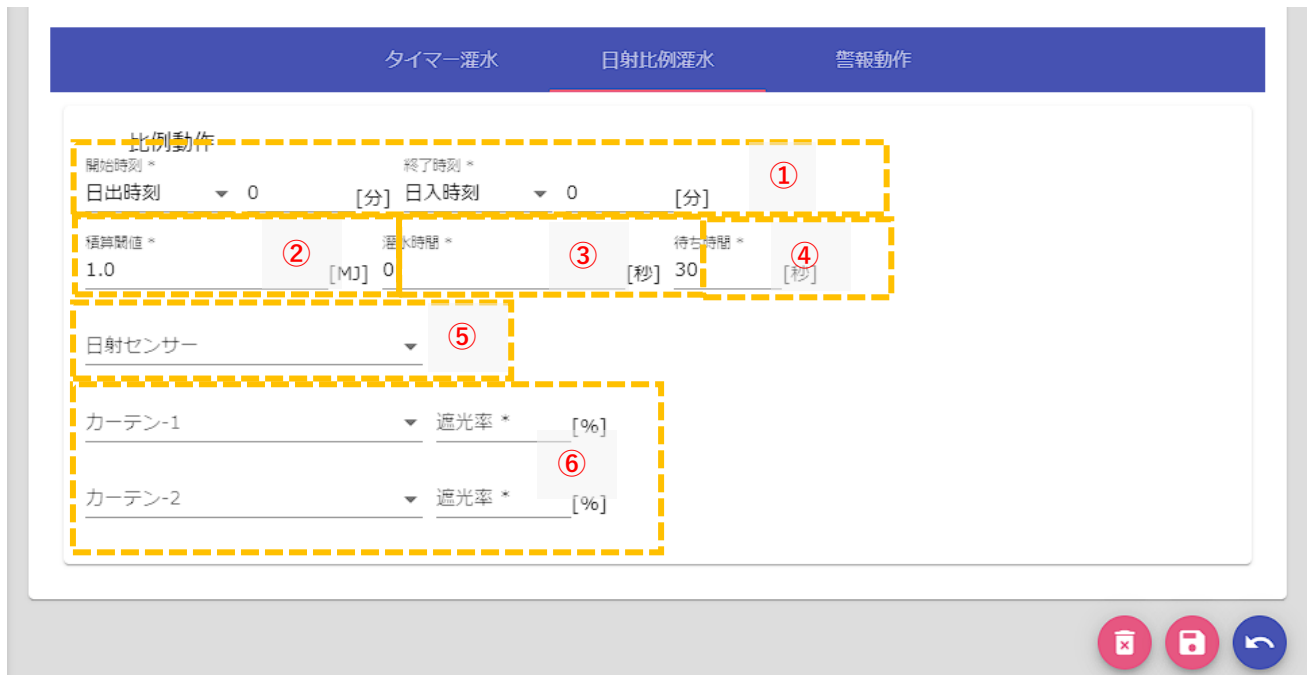 タイマー灌水 日射比例灌水 警報動作
比例動作
開始時刻 * 終了時刻 * ①
日出時刻 0 [分] 日入時刻 0 [分]
積算閾値 * ② 灌水時間 * ③ 待ち時間 * ④
1.0 [MJ] 0 [秒] 30 [秒]
日射センサー ⑤
カーテン-1 遮光率 * [%]
⑥
カーテン-2 遮光率 * [%]